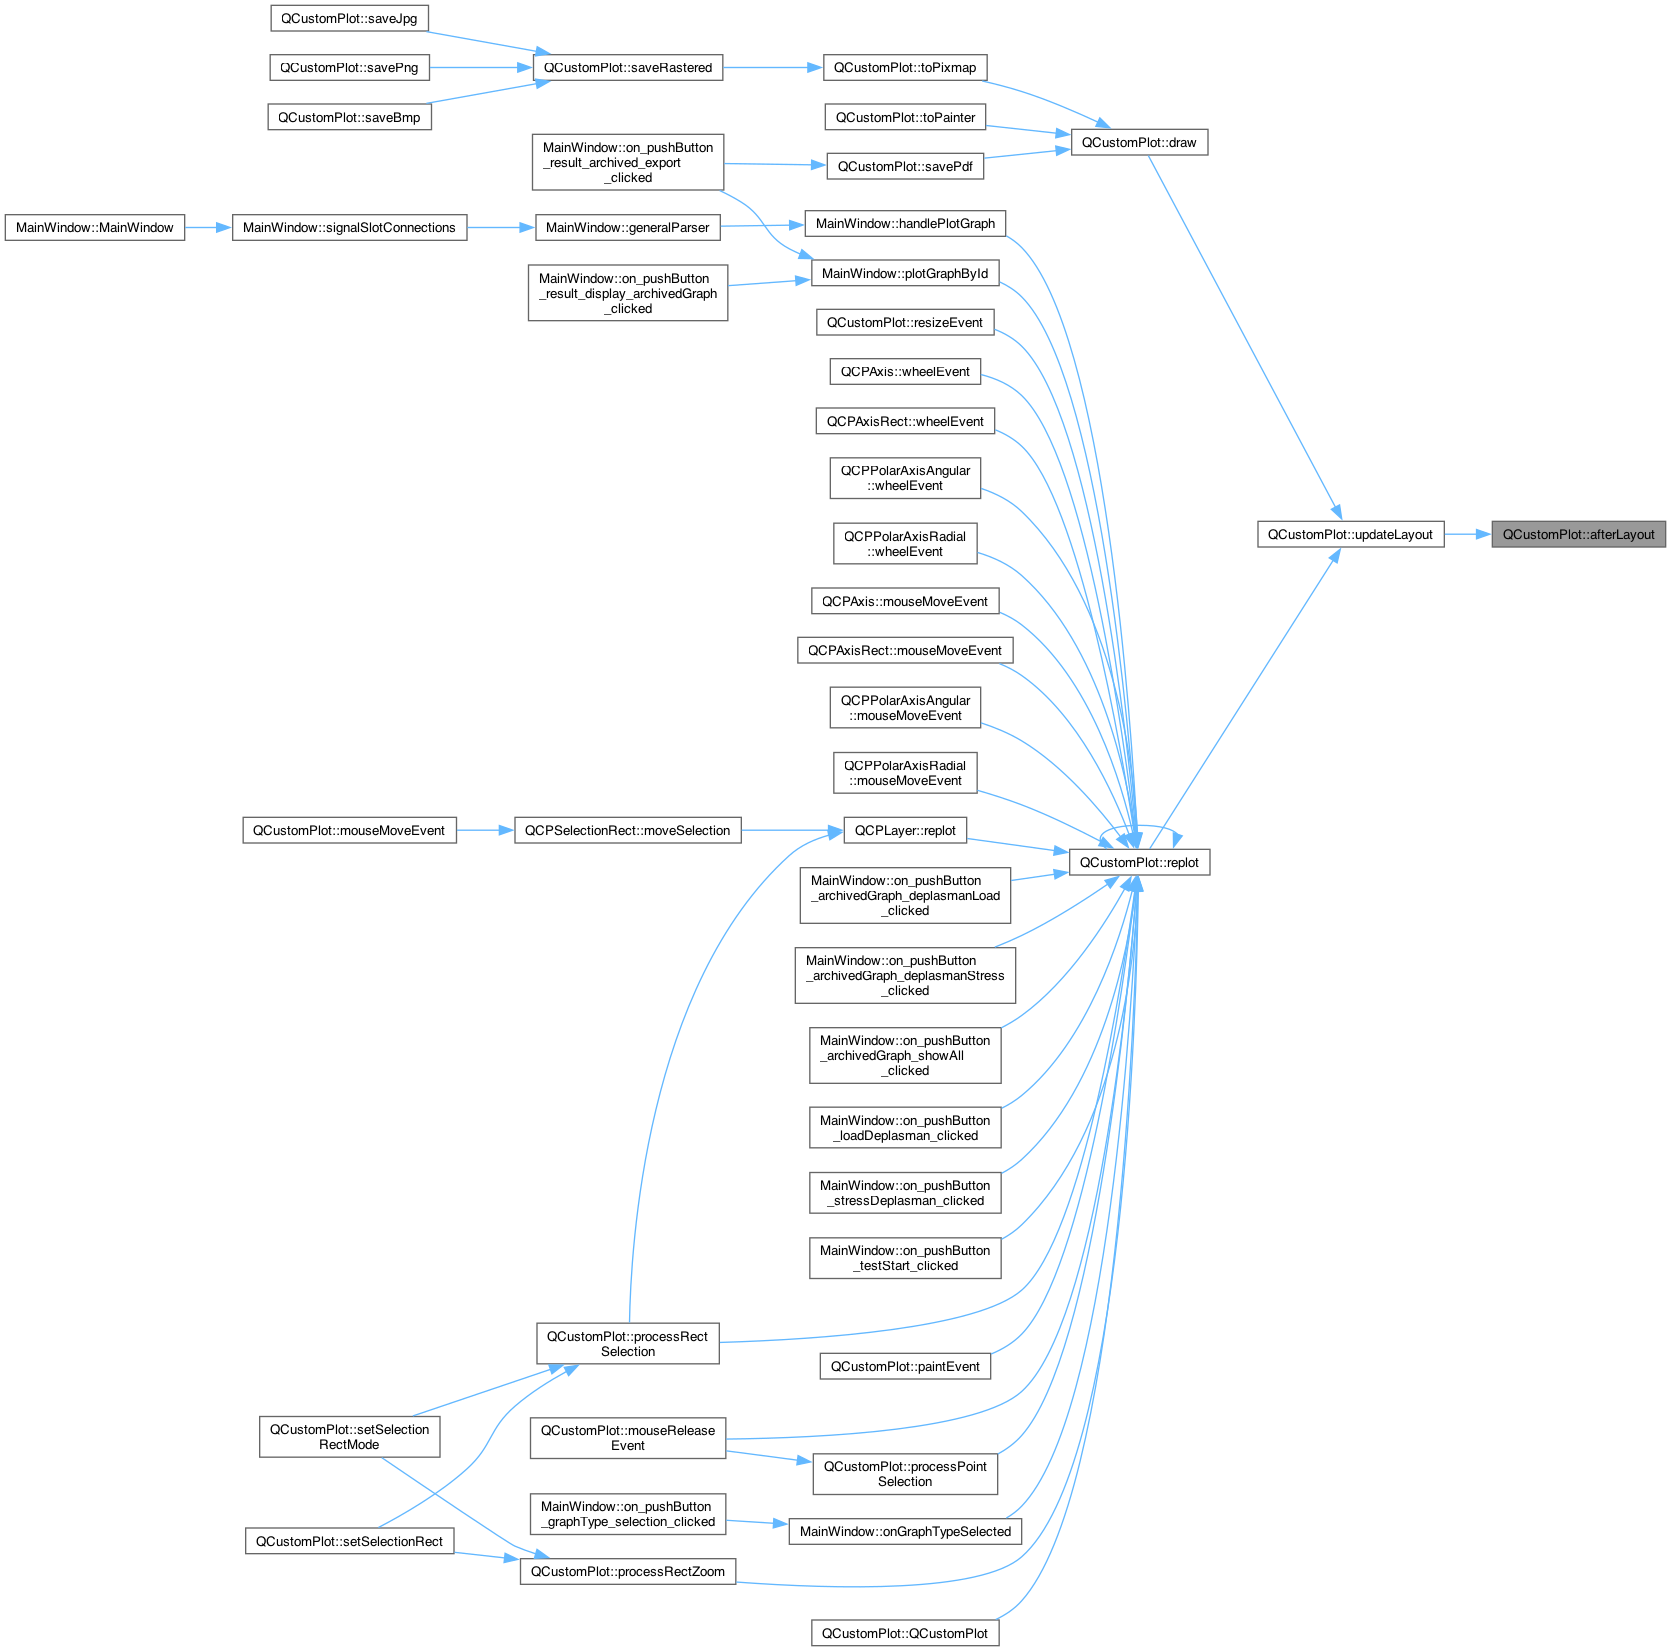 QCustomPlot::saveJpg
QCustomPlot::savePng
QCustomPlot::saveRastered
QCustomPlot::toPixmap
QCustomPlot::saveBmp
QCustomPlot::toPainter
QCustomPlot::draw
MainWindow::on_pushButton
_result_archived_export
_clicked
QCustomPlot::savePdf
MainWindow::MainWindow
MainWindow::signalSlotConnections
MainWindow::generalParser
MainWindow::handlePlotGraph
MainWindow::plotGraphById
MainWindow::on_pushButton
_result_display_archivedGraph
_clicked
QCustomPlot::resizeEvent
QCPAxis::wheelEvent
QCPAxisRect::wheelEvent
QCPPolarAxisAngular
::wheelEvent
QCPPolarAxisRadial
::wheelEvent
QCustomPlot::updateLayout
QCustomPlot::afterLayout
QCPAxis::mouseMoveEvent
QCPAxisRect::mouseMoveEvent
QCPPolarAxisAngular
::mouseMoveEvent
QCPPolarAxisRadial
::mouseMoveEvent
QCustomPlot::mouseMoveEvent
QCPSelectionRect::moveSelection
QCPLayer::replot
QCustomPlot::replot
MainWindow::on_pushButton
_archivedGraph_deplasmanLoad
_clicked
MainWindow::on_pushButton
_archivedGraph_deplasmanStress
_clicked
MainWindow::on_pushButton
_archivedGraph_showAll
_clicked
MainWindow::on_pushButton
_loadDeplasman_clicked
MainWindow::on_pushButton
_stressDeplasman_clicked
MainWindow::on_pushButton
_testStart_clicked
QCustomPlot::processRect
Selection
QCustomPlot::paintEvent
QCustomPlot::setSelection
RectMode
QCustomPlot::mouseRelease
Event
QCustomPlot::processPoint
Selection
MainWindow::on_pushButton
_graphType_selection_clicked
MainWindow::onGraphTypeSelected
QCustomPlot::setSelectionRect
QCustomPlot::processRectZoom
QCustomPlot::QCustomPlot